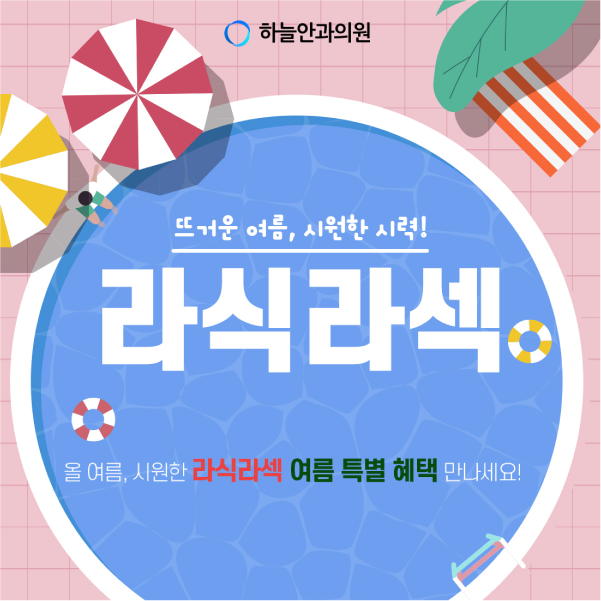 하늘안과의원
뜨거운 여름, 시원한 시력!
라식라섹
올 여름, 시원한 라식라섹 여름 특별 혜택 만나세요!